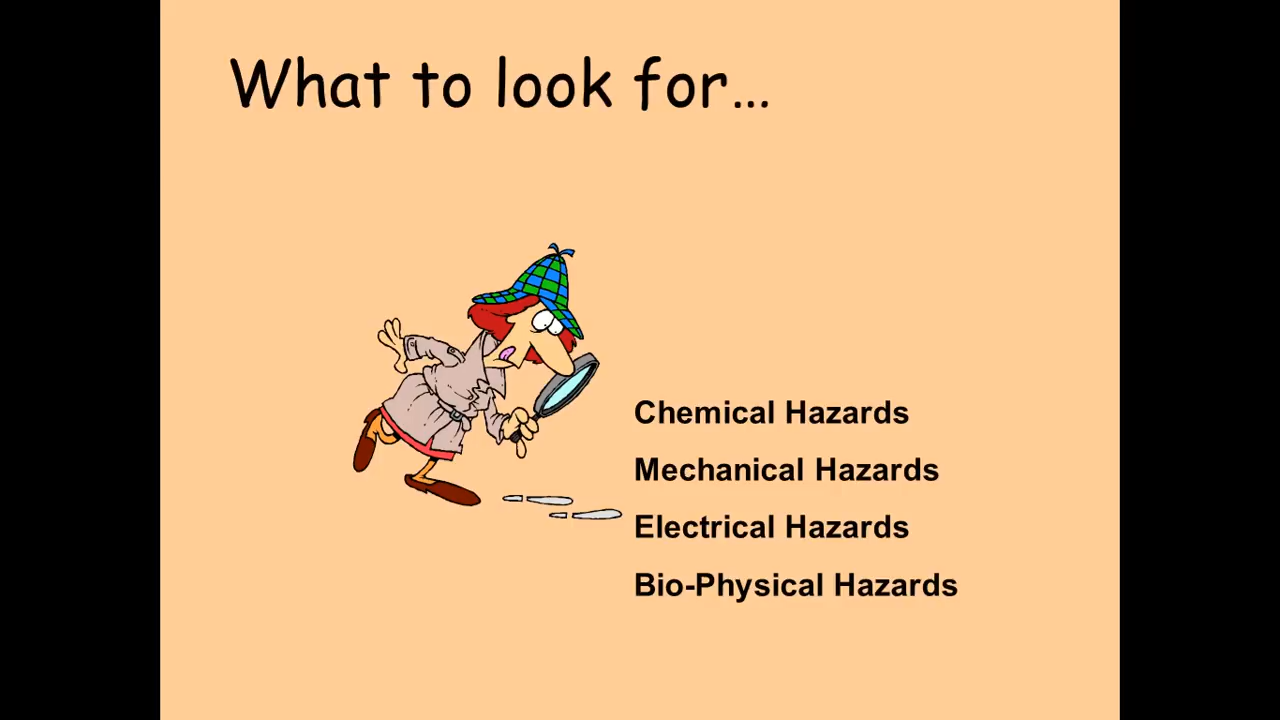 What to look for…
Chemical Hazards
Mechanical Hazards
Electrical Hazards
Bio-Physical Hazards